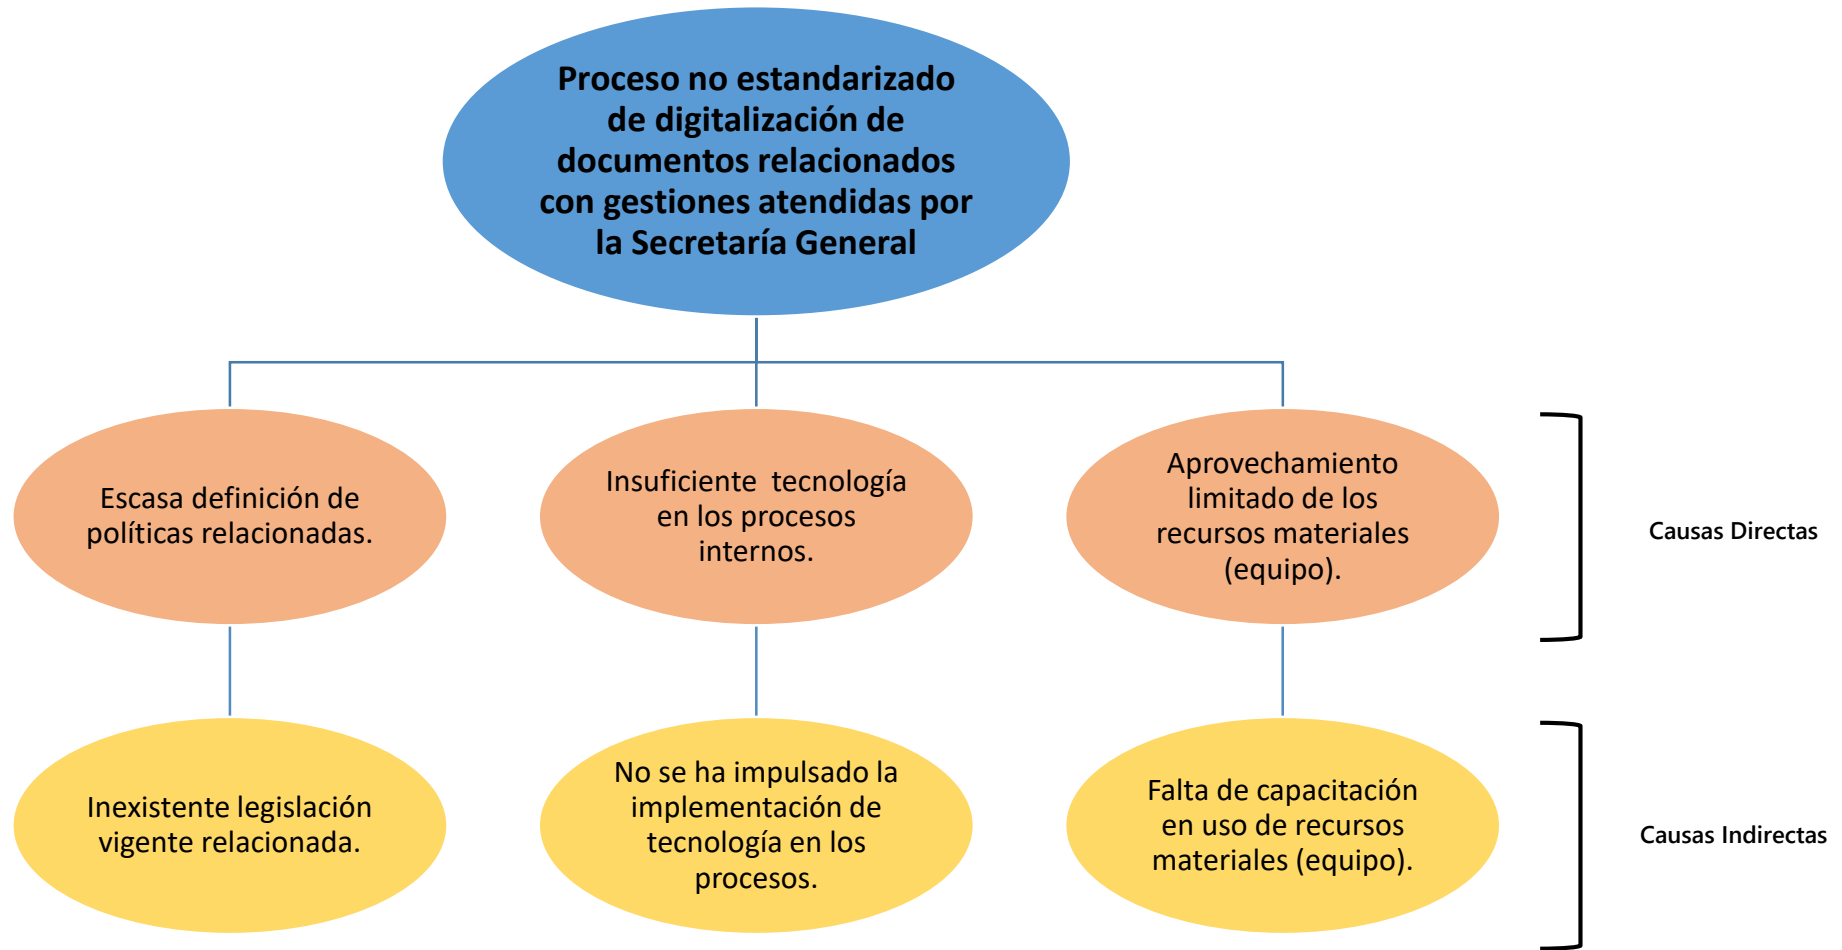 Proceso no estandarizado
de digitalización de
documentos relacionados
con gestiones atendidas por
la Secretaría General
Escasa definición de
políticas relacionadas.
Insuficiente tecnología
en los procesos
internos.
Aprovechamiento
limitado de los
recursos materiales
(equipo).
Causas Directas
Inexistente legislación
vigente relacionada.
No se ha impulsado la
implementación de
tecnología en los
procesos.
Falta de capacitación
en uso de recursos
materiales (equipo).
Causas Indirectas